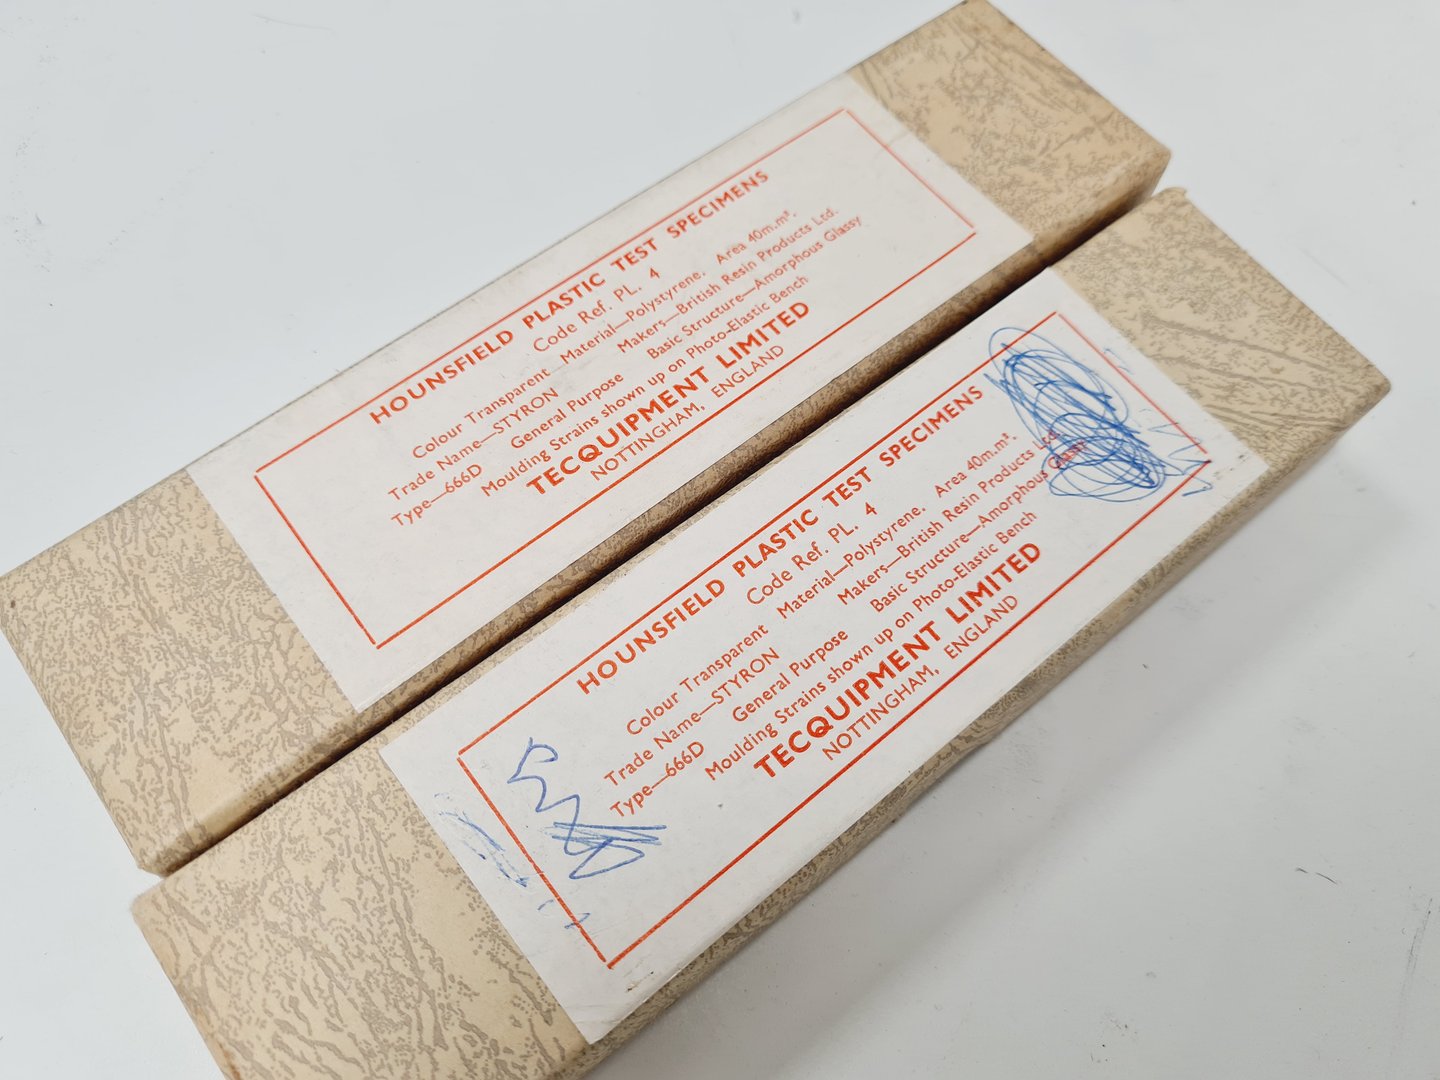 HOUNSFIELD PLASTIC TEST SPECIMENS
Code Ref. PL. 4
Colour Transparent Material—Polystyrene. Area 40m.m².
Trade Name—STYRON Makers—British Resin Products Ltd.
Type—666D General Purpose Basic Structure—Amorphous Glassy
Moulding Strains shown up on Photo-Elastic Bench
TECQUIPMENT LIMITED
NOTTINGHAM, ENGLAND
HOUNSFIELD PLASTIC TEST SPECIMENS
Code Ref. PL. 4
Colour Transparent Material—Polystyrene. Area 40m.m².
Trade Name—STYRON Makers—British Resin Products Ltd.
Type—666D General Purpose Basic Structure—Amorphous Glassy
Moulding Strains shown up on Photo-Elastic Bench
TECQUIPMENT LIMITED
NOTTINGHAM, ENGLAND